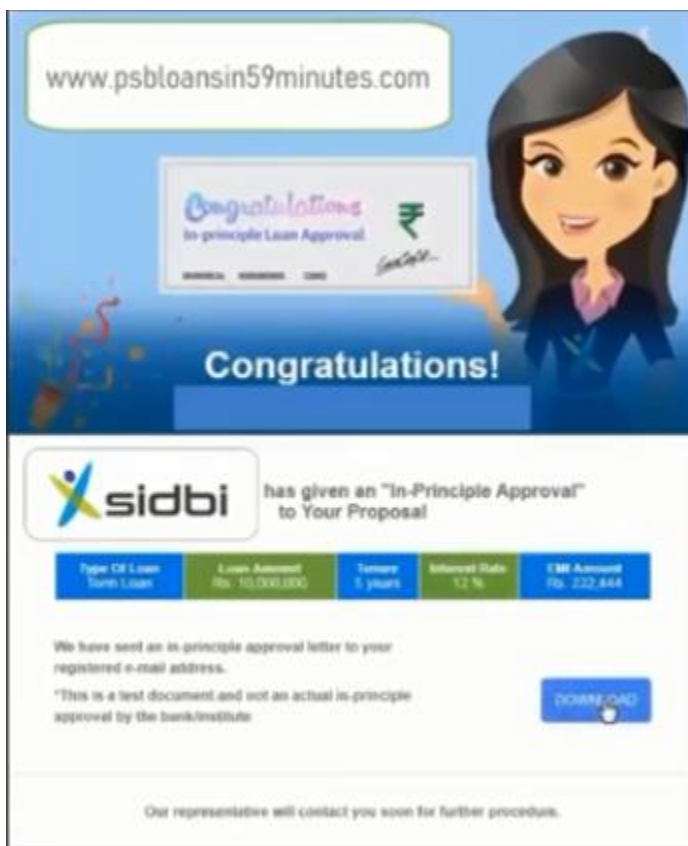 www.psbloansin59minutes.com
Congratulations
In-principle Loan Approval
₹
Congratulations!
sidbi
has given an "In-Principle Approval"
to Your Proposal
Type Of Loan Loan Amount Tenure Interest Rate EMI Amount
Term Loan Rs. 10,000,000 5 years 12 % Rs. 222,444
We have sent an in-principle approval letter to your
registered e-mail address.
*This is a test document and not an actual in-principle
approval by the bank/institute
DOWNLOAD
Our representative will contact you soon for further procedure.